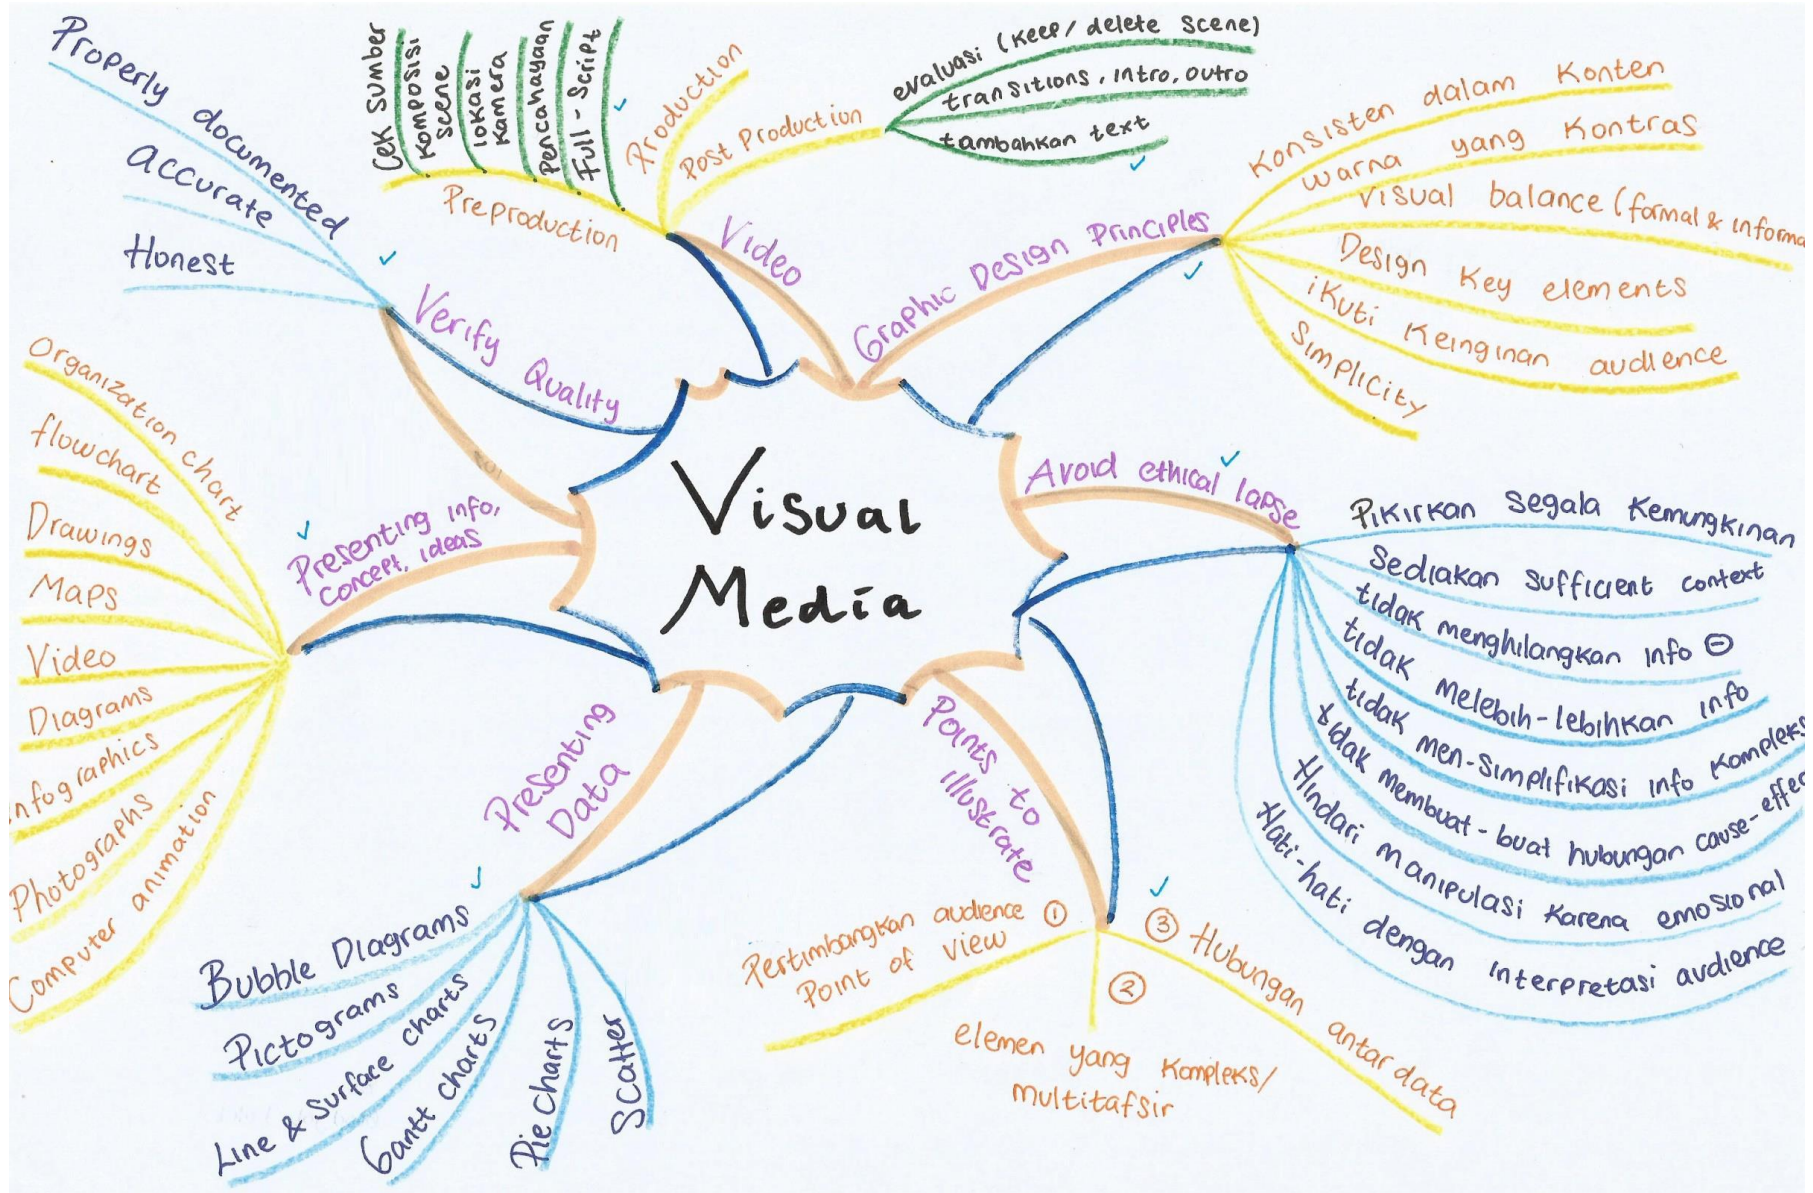 Visual
Media
Video
Preproduction
Cek sumber
Komposisi
scene
lokasi
kamera
Pencahayaan
Full-Script
Production
Post Production
evaluasi (keep/ delete scene)
transitions, intro, outro
tambahkan text
Graphic Design Principles
Konsisten dalam Konten
Warna yang Kontras
Visual balance (formal & informa
Design Key elements
ikuti Keinginan audience
Simplicity
Avoid ethical lapse
Pikirkan Segala Kemungkinan
Sediakan sufficient context
tidak menghilangkan info ⊖
tidak melebih-lebihkan info
tidak men-simplifikasi info kompleks
tidak membuat-buat hubungan cause-effe
Hindari manipulasi karena emosional
Hati-hati dengan interpretasi audience
Points to
illustrate
Pertimbangkan audience ①
Point of view
②
elemen yang Kompleks/
multitafsir
③ Hubungan antar data
Presenting
Data
Bubble Diagrams
Pictograms
Line & Surface charts
Gantt charts
Pie charts
Scatter
Presenting info,
concept, ideas
Organization chart
flowchart
Drawings
Maps
Video
Diagrams
nfographics
Photographs
Computer animation
Verify Quality
Properly documented
accurate
Honest